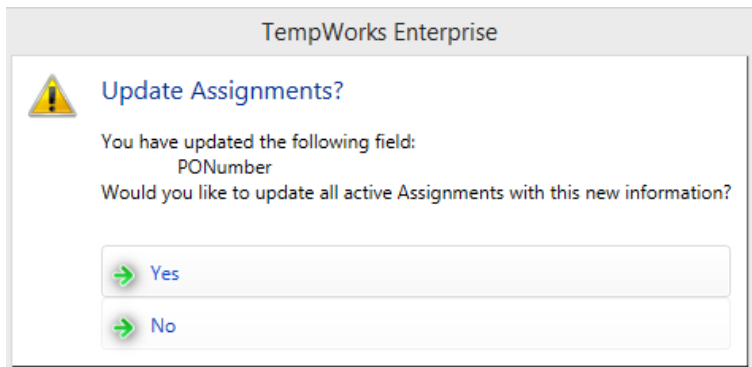 TempWorks Enterprise
Update Assignments?
You have updated the following field:
PONumber
Would you like to update all active Assignments with this new information?
Yes
No